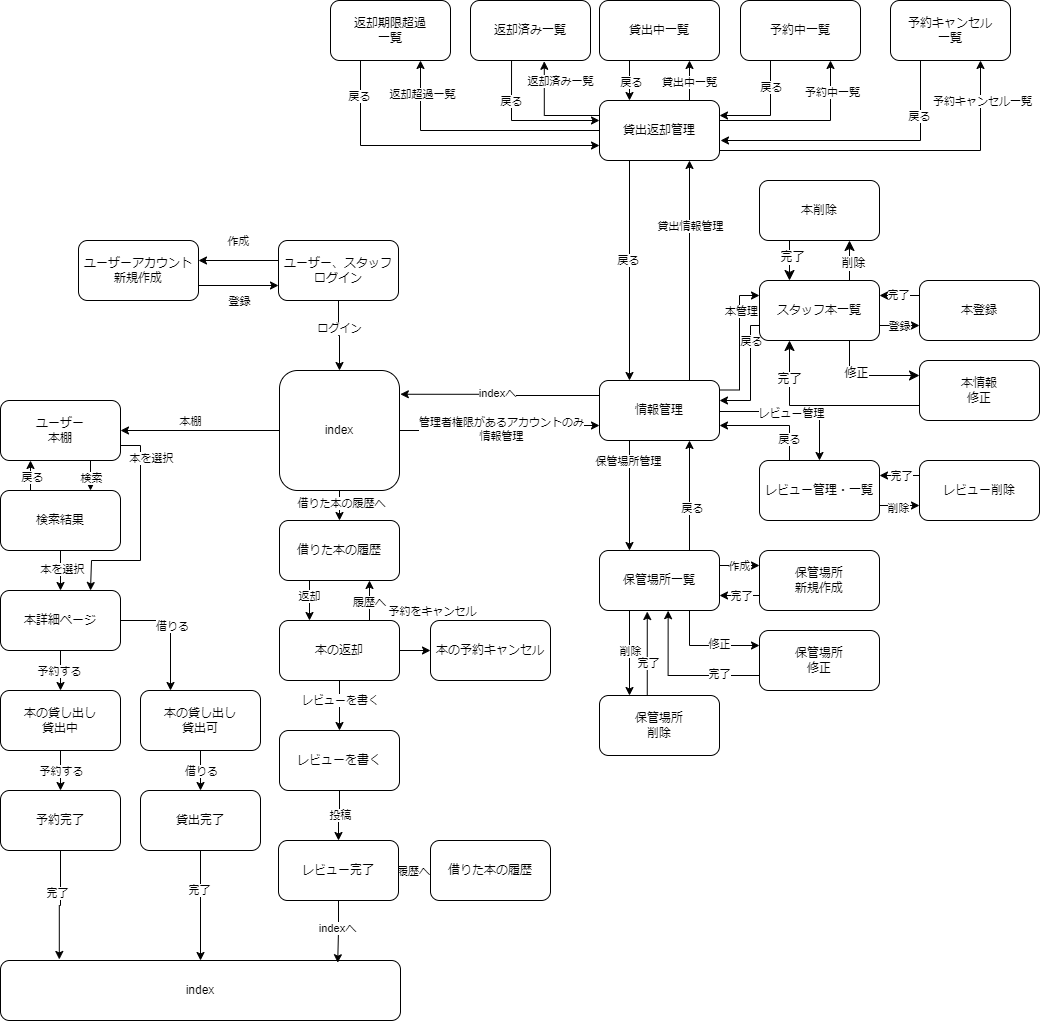 返却期限超過
一覧
返却済み一覧
貸出中一覧
予約中一覧
予約キャンセル
一覧
戻る
返却超過一覧
戻る
返却済み一覧
戻る
貸出中一覧
戻る
予約中一覧
戻る
予約キャンセル一覧
貸出返却管理
戻る
貸出情報管理
本削除
完了
削除
ユーザーアカウント
新規作成
作成
登録
ユーザー、スタッフ
ログイン
ログイン
スタッフ本一覧
完了
登録
本登録
本管理
戻る
完了
修正
本情報
修正
index
indexへ
管理者権限があるアカウントのみ
情報管理
情報管理
レビュー管理
戻る
レビュー管理・一覧
完了
削除
レビュー削除
本棚
ユーザー
本棚
本を選択
戻る
検索
検索結果
本を選択
本詳細ページ
借りる
予約する
本の貸し出し
貸出中
本の貸し出し
貸出可
予約する
借りる
予約完了
貸出完了
完了
完了
借りた本の履歴へ
借りた本の履歴
返却
履歴へ
予約をキャンセル
本の返却
本の予約キャンセル
レビューを書く
レビューを書く
投稿
レビュー完了
履歴へ
借りた本の履歴
indexへ
index
保管場所管理
戻る
保管場所一覧
作成
完了
保管場所
新規作成
修正
完了
保管場所
修正
削除
完了
保管場所
削除